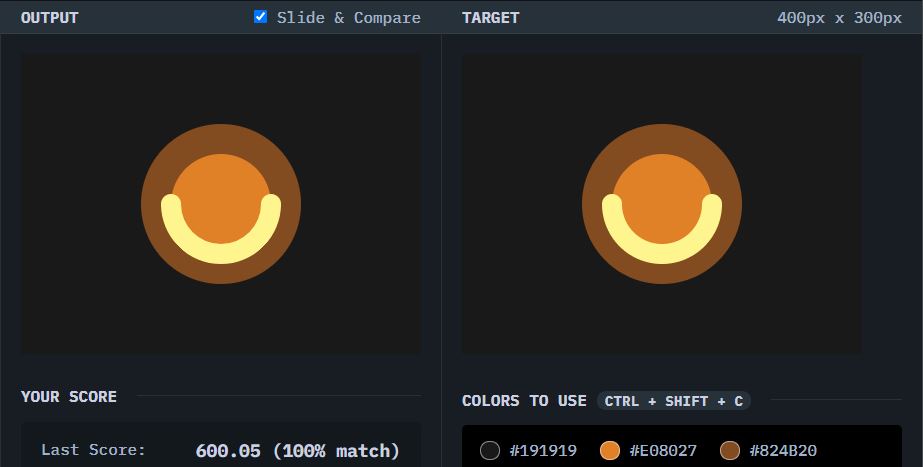 OUTPUT
Slide & Compare
TARGET
400px x 300px
YOUR SCORE
COLORS TO USE CTRL + SHIFT + C
Last Score: 600.05 (100% match)
#191919 #E08027 #824B20